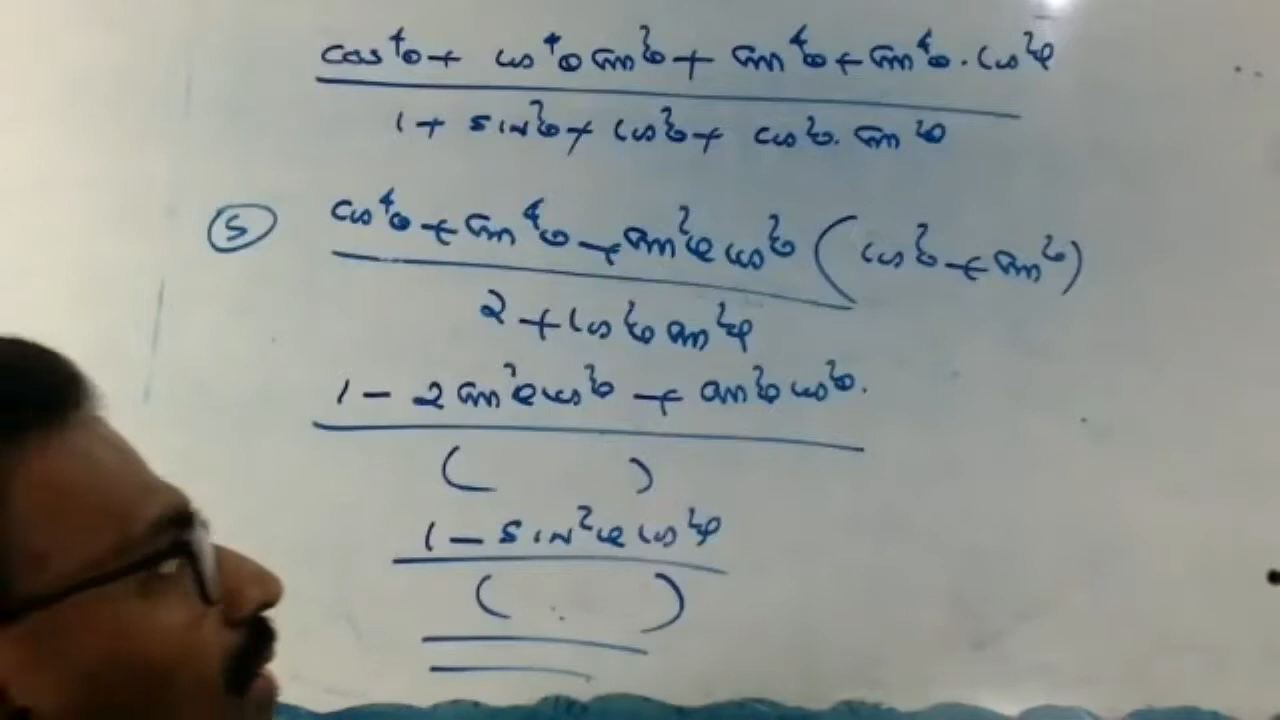 cos⁴θ + cos⁴θ sin²θ + sin⁴θ + sin⁴θ . cos²θ
1 + sin²θ + cos²θ + cos²θ . sin²θ
5 cos⁴θ + sin⁴θ + sin²θ cos²θ ( cos²θ + sin²θ )
2 + cos²θ sin²θ
1 - 2 sin²θ cos²θ + sin²θ cos²θ .
( )
1 - sin²θ cos²θ
( )